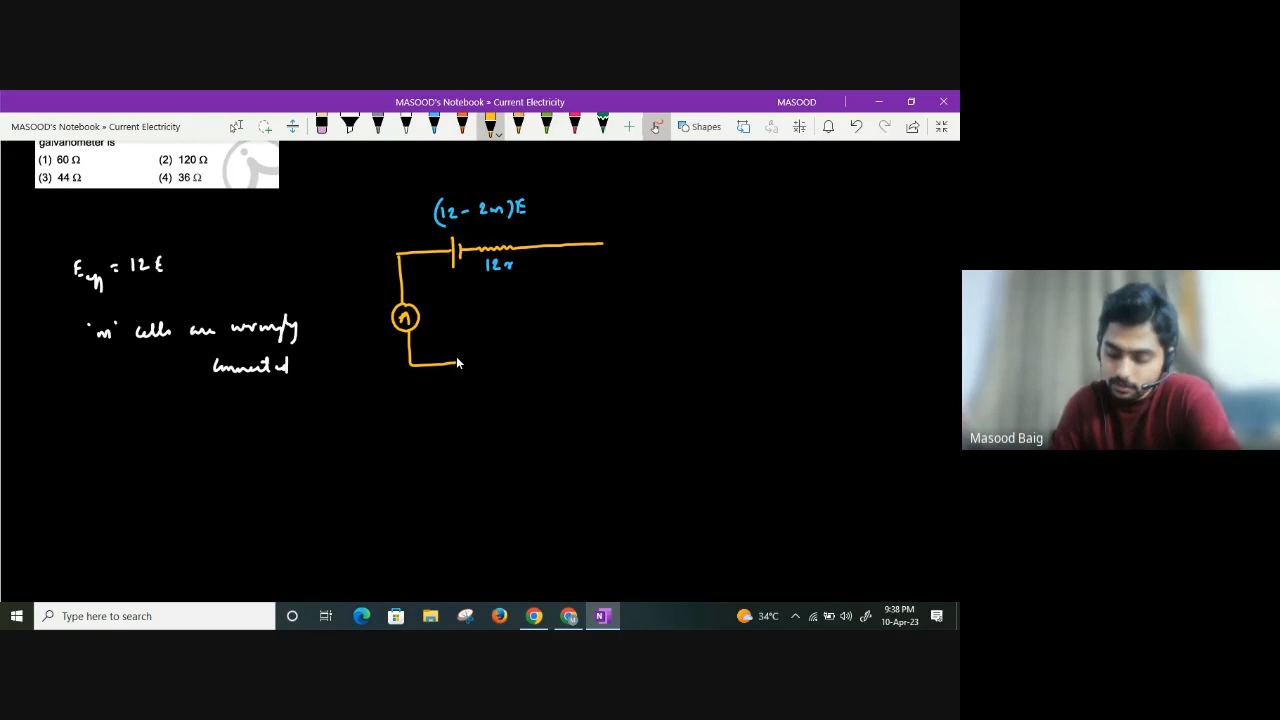 MASOOD's Notebook » Current Electricity
MASOOD
MASOOD's Notebook » Current Electricity
Shapes
galvanometer is
(1) 60 Ω (2) 120 Ω
(3) 44 Ω (4) 36 Ω
(12 - 2m)E
12r
A
Eeff = 12E
'm' cells are wrongly
connected
Masood Baig
Type here to search
34°C
9:38 PM
10-Apr-23